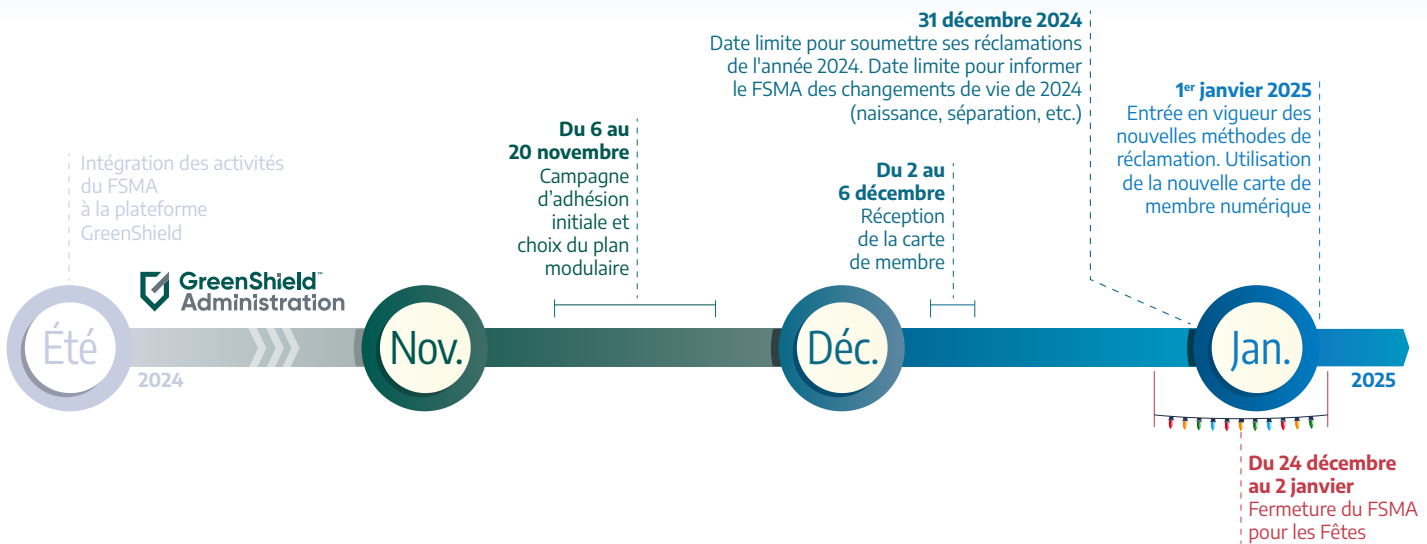 31 décembre 2024
Date limite pour soumettre ses réclamations
de l'année 2024. Date limite pour informer
le FSMA des changements de vie de 2024
(naissance, séparation, etc.)
1er janvier 2025
Entrée en vigueur des
nouvelles méthodes de
réclamation. Utilisation
de la nouvelle carte de
membre numérique
Du 6 au
20 novembre
Campagne
d’adhésion
initiale et
choix du plan
modulaire
Du 2 au
6 décembre
Réception
de la carte
de membre
Intégration des activités
du FSMA
à la plateforme
GreenShield
GreenShield™
Administration
Été
Nov.
Déc.
Jan.
2024
2025
Du 24 décembre
au 2 janvier
Fermeture du FSMA
pour les Fêtes